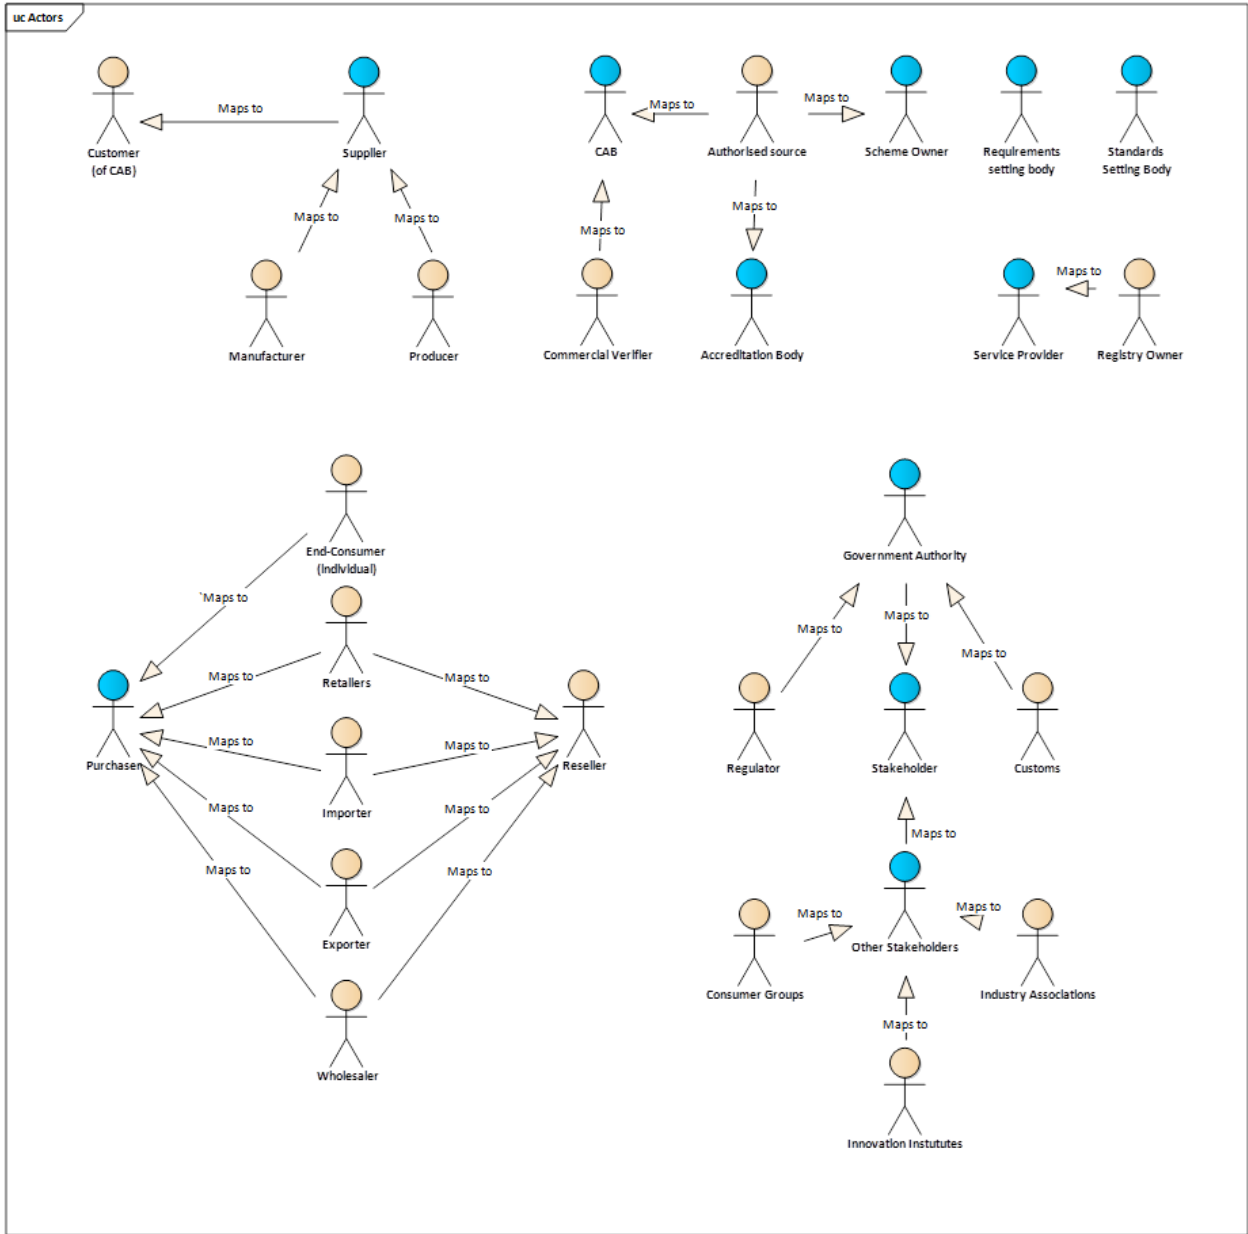 uc Actors
Maps to
Customer
(of CAB)
Supplier
Maps to
Maps to
CAB
Authorised source
Scheme Owner
Requirements
setting body
Standards
Setting Body
Maps to
Maps to
Maps to
Maps to
Manufacturer
Producer
Commercial Verifier
Accreditation Body
Maps to
Service Provider
Registry Owner
End-Consumer
(individual)
`Maps to
Retailers
Maps to
Maps to
Purchaser
Maps to
Maps to
Reseller
Importer
Maps to
Maps to
Exporter
Maps to
Maps to
Wholesaler
Government Authority
Maps to
Maps to
Maps to
Regulator
Stakeholder
Customs
Maps to
Maps to
Maps to
Other Stakeholders
Consumer Groups
Industry Associations
Maps to
Innovation Instututes